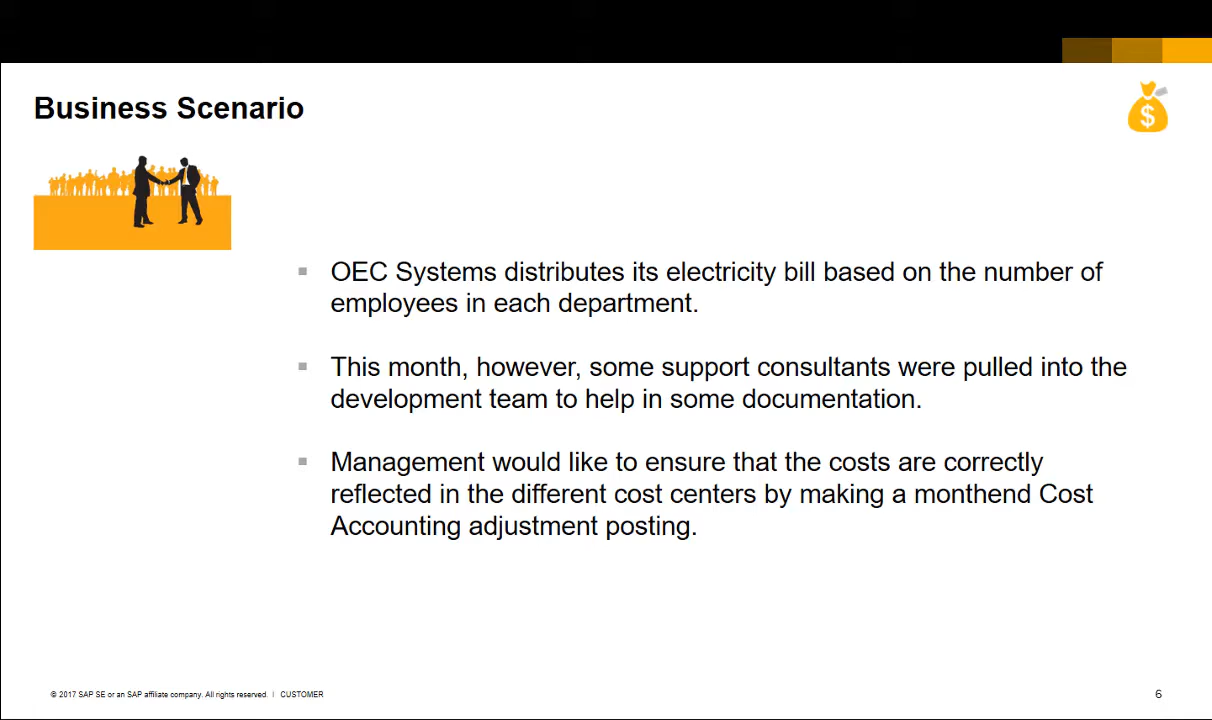 Business Scenario
$
▪ OEC Systems distributes its electricity bill based on the number of
employees in each department.
▪ This month, however, some support consultants were pulled into the
development team to help in some documentation.
▪ Management would like to ensure that the costs are correctly
reflected in the different cost centers by making a monthend Cost
Accounting adjustment posting.
© 2017 SAP SE or an SAP affiliate company. All rights reserved. | CUSTOMER
6